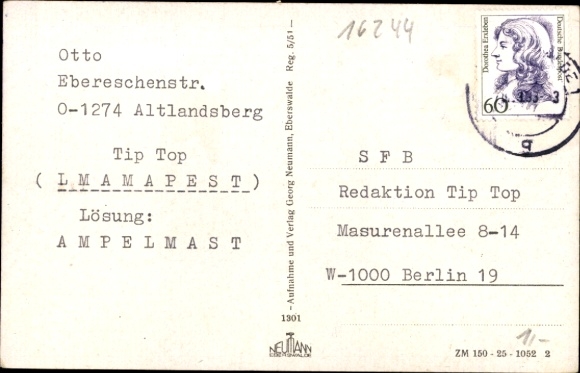 Otto
Ebereschenstr.
O-1274 Altlandsberg
Tip Top
( L M A M A P E S T )
Lösung:
A M P E L M A S T
1301
NEUMANN
EBERSWALDE
– Aufnahme und Verlag Georg Neumann, Eberswalde Reg. 5/51 –
16244
Dorothea Erxleben
Deutsche Bundespost
60
S F B
Redaktion Tip Top
Masurenallee 8-14
W-1000 Berlin 19
1,-
ZM 150 - 25 - 1052 2